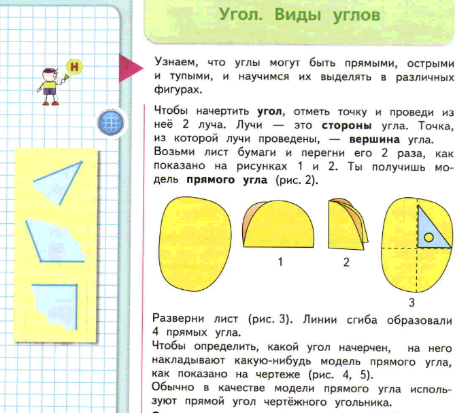 Угол. Виды углов
Н
Узнаем, что углы могут быть прямыми, острыми
и тупыми, и научимся их выделять в различных
фигурах.
Чтобы начертить угол, отметь точку и проведи из
неё 2 луча. Лучи — это стороны угла. Точка,
из которой лучи проведены, — вершина угла.
Возьми лист бумаги и перегни его 2 раза, как
показано на рисунках 1 и 2. Ты получишь мо-
дель прямого угла (рис. 2).
1
2
3
Разверни лист (рис. 3). Линии сгиба образовали
4 прямых угла.
Чтобы определить, какой угол начерчен, на него
накладывают какую-нибудь модель прямого угла,
как показано на чертеже (рис. 4, 5).
Обычно в качестве модели прямого угла исполь-
зуют прямой угол чертёжного угольника.